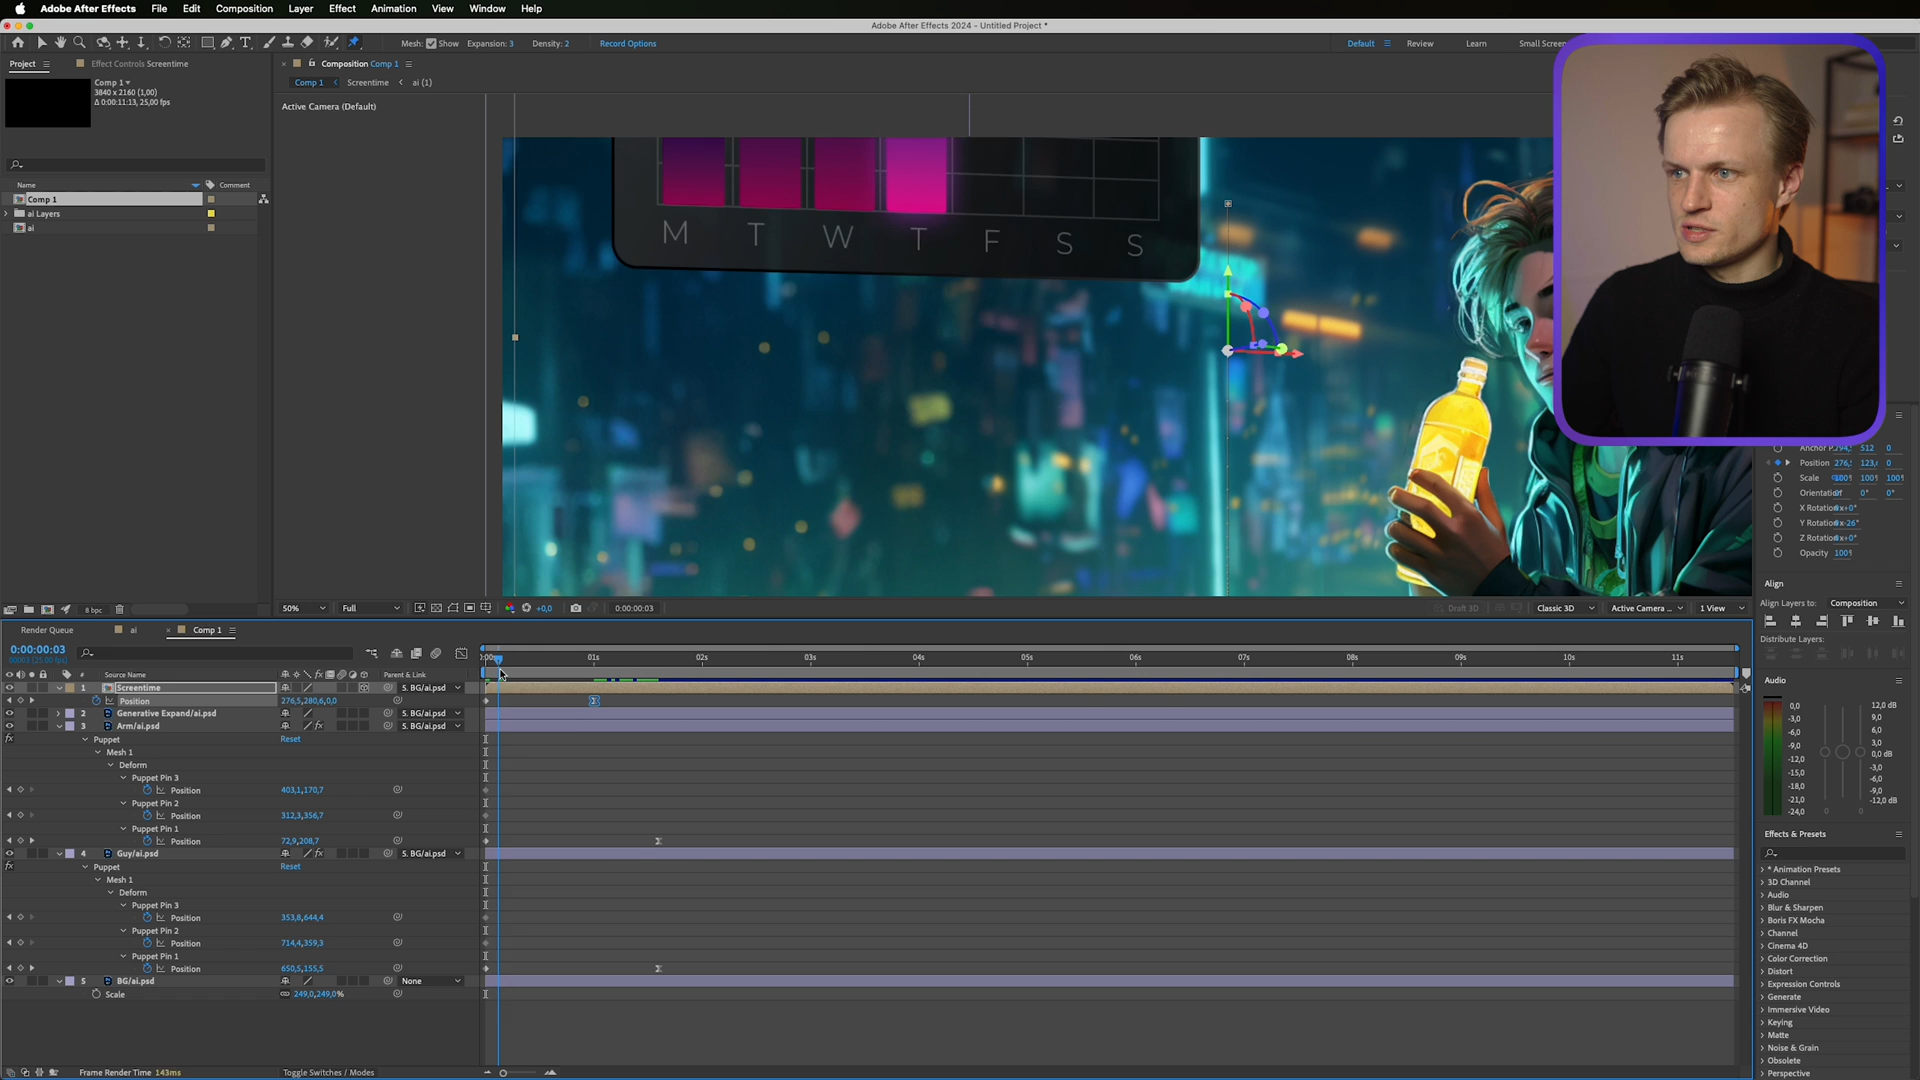 Adobe After Effects File Edit Composition Layer Effect Animation View Window Help
Adobe After Effects 2024 - Untitled Project *
Mesh: Show Expansion: 3 Density: 2 Record Options Default Review Learn Small Screen
Project Effect Controls Screentime Composition Comp 1
Comp 1
3840 x 2160 (1,00)
Δ 0:00:11:13, 25,00 fps
Comp 1 Screentime ai (1)
Active Camera (Default)
M T W T F S S
Name Comment
Comp 1
ai Layers
ai
8 bpc
50% Full +0,0 0:00:00:03 Draft 3D Classic 3D Active Camera ... 1 View
Position 276, 123, 0
Scale 100% 100%
Orientation 0° 0°
X Rotation
Y Rotation
Z Rotation
Opacity
Align
Align Layers to: Composition
Distribute Layers:
Render Queue ai Comp 1
0:00:00:03
00003 (25.00 fps)
01s 02s 03s 04s 05s 06s 07s 08s 09s 10s 11s
# Source Name Parent & Link
1 Screentime 5. BG/ai.psd
Position 276,5,280,6,0,0
2 Generative Expand/ai.psd 5. BG/ai.psd
3 Arm/ai.psd 5. BG/ai.psd
Puppet Reset
Mesh 1
Deform
Puppet Pin 3
Position 403,1,170,7
Puppet Pin 2
Position 312,3,356,7
Puppet Pin 1
Position 72,9,208,7
4 Guy/ai.psd 5. BG/ai.psd
Puppet Reset
Mesh 1
Deform
Puppet Pin 3
Position 353,8,644,4
Puppet Pin 2
Position 714,4,359,3
Puppet Pin 1
Position 650,5,155,5
5 BG/ai.psd None
Scale 249,0,249,0%
Frame Render Time 143ms Toggle Switches / Modes
Audio
0,0
-3,0
-6,0
-9,0
-12,0
-15,0
-18,0
-21,0
-24,0
12,0 dB
9,0
6,0
3,0
0,0 dB
-3,0
-6,0
-9,0
-12,0 dB
Effects & Presets
* Animation Presets
3D Channel
Audio
Blur & Sharpen
Boris FX Mocha
Channel
Cinema 4D
Color Correction
Distort
Expression Controls
Generate
Immersive Video
Keying
Matte
Noise & Grain
Obsolete
Perspective